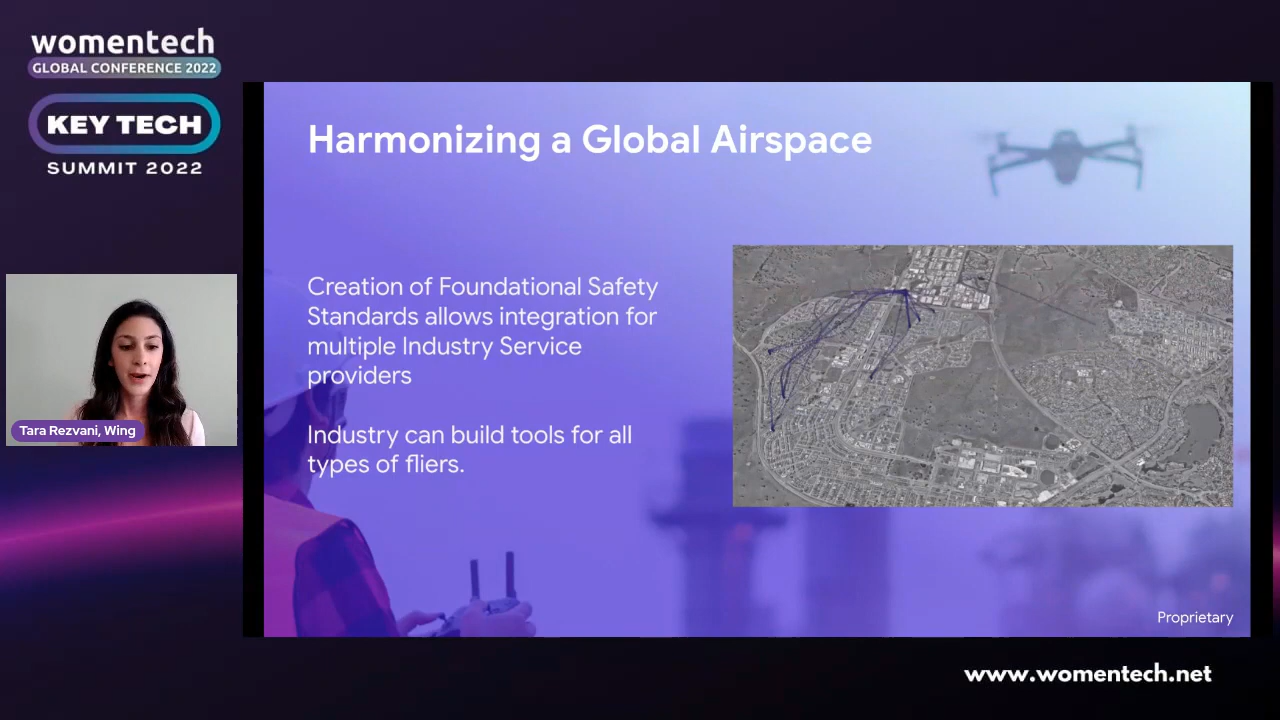 womentech
GLOBAL CONFERENCE 2022
KEY TECH
SUMMIT 2022
Harmonizing a Global Airspace
Creation of Foundational Safety
Standards allows integration for
multiple Industry Service
providers
Industry can build tools for all
types of fliers.
Tara Rezvani, Wing
Proprietary
www.womentech.net